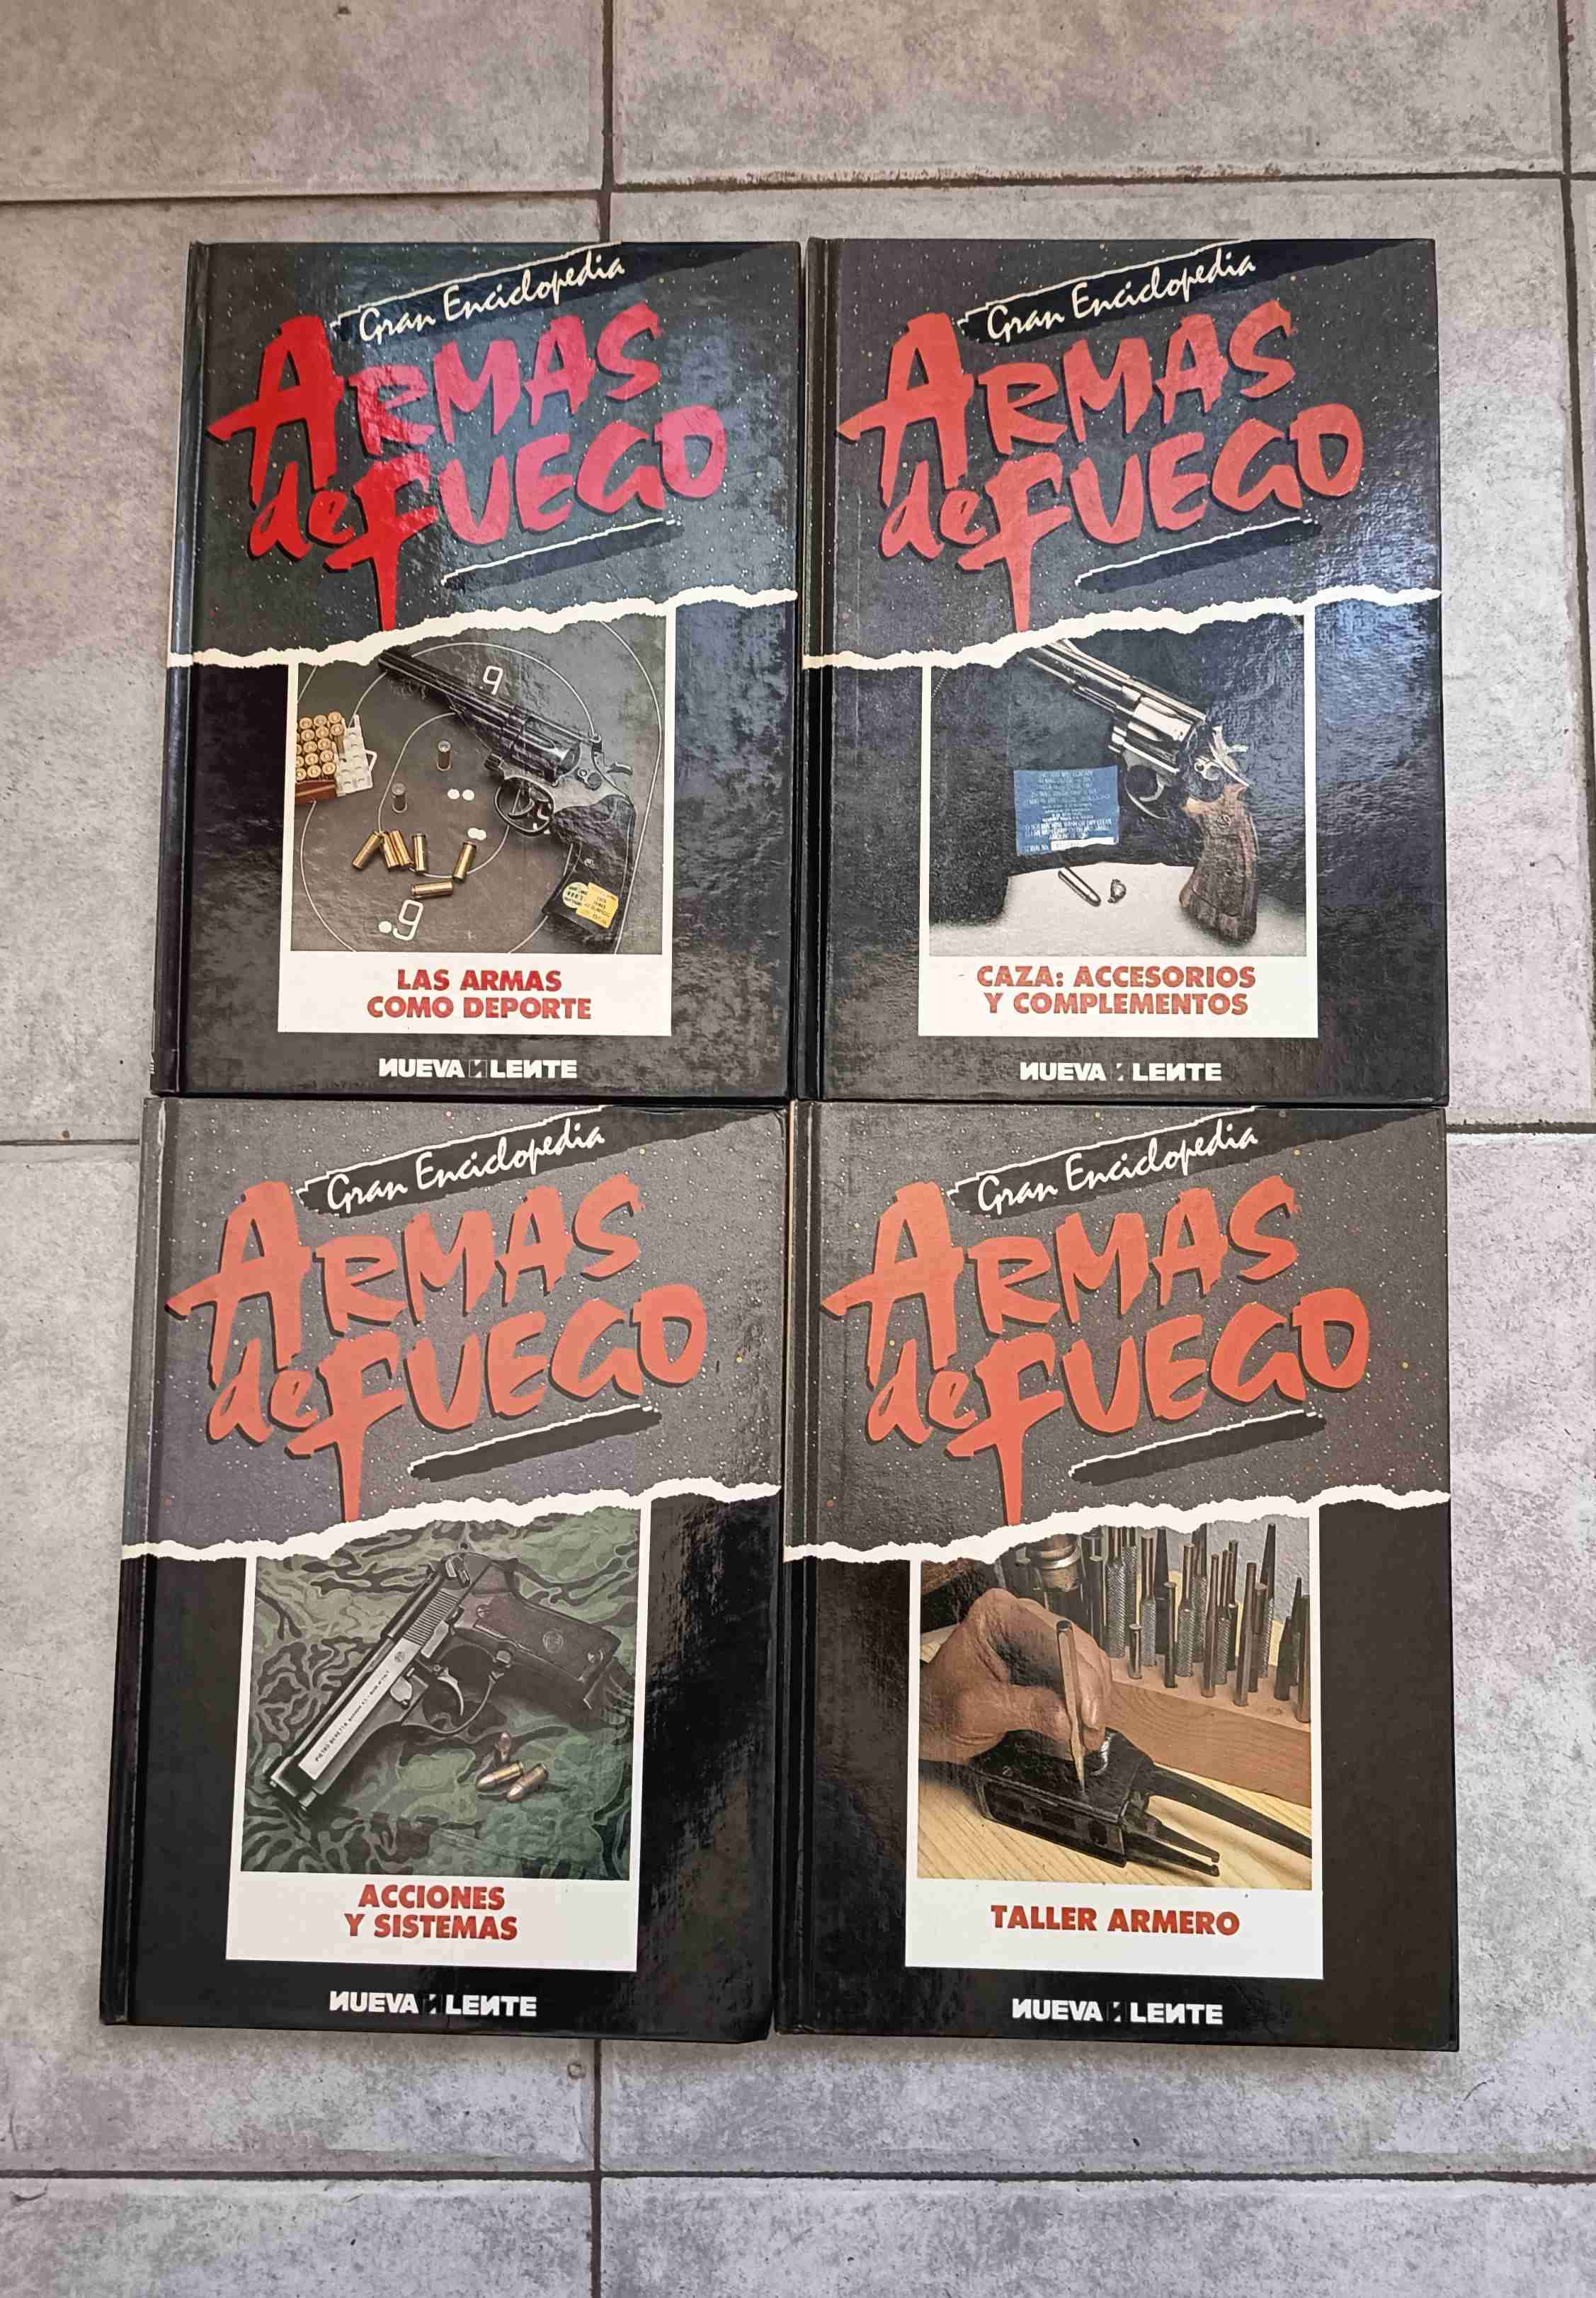 Gran Enciclopedia
ARMAS
de FUEGO
9
.9
LAS ARMAS
COMO DEPORTE
NUEVA LENTE
Gran Enciclopedia
ARMAS
de FUEGO
CAZA: ACCESORIOS
Y COMPLEMENTOS
NUEVA LENTE
Gran Enciclopedia
ARMAS
de FUEGO
ACCIONES
Y SISTEMAS
NUEVA LENTE
Gran Enciclopedia
ARMAS
de FUEGO
TALLER ARMERO
NUEVA LENTE